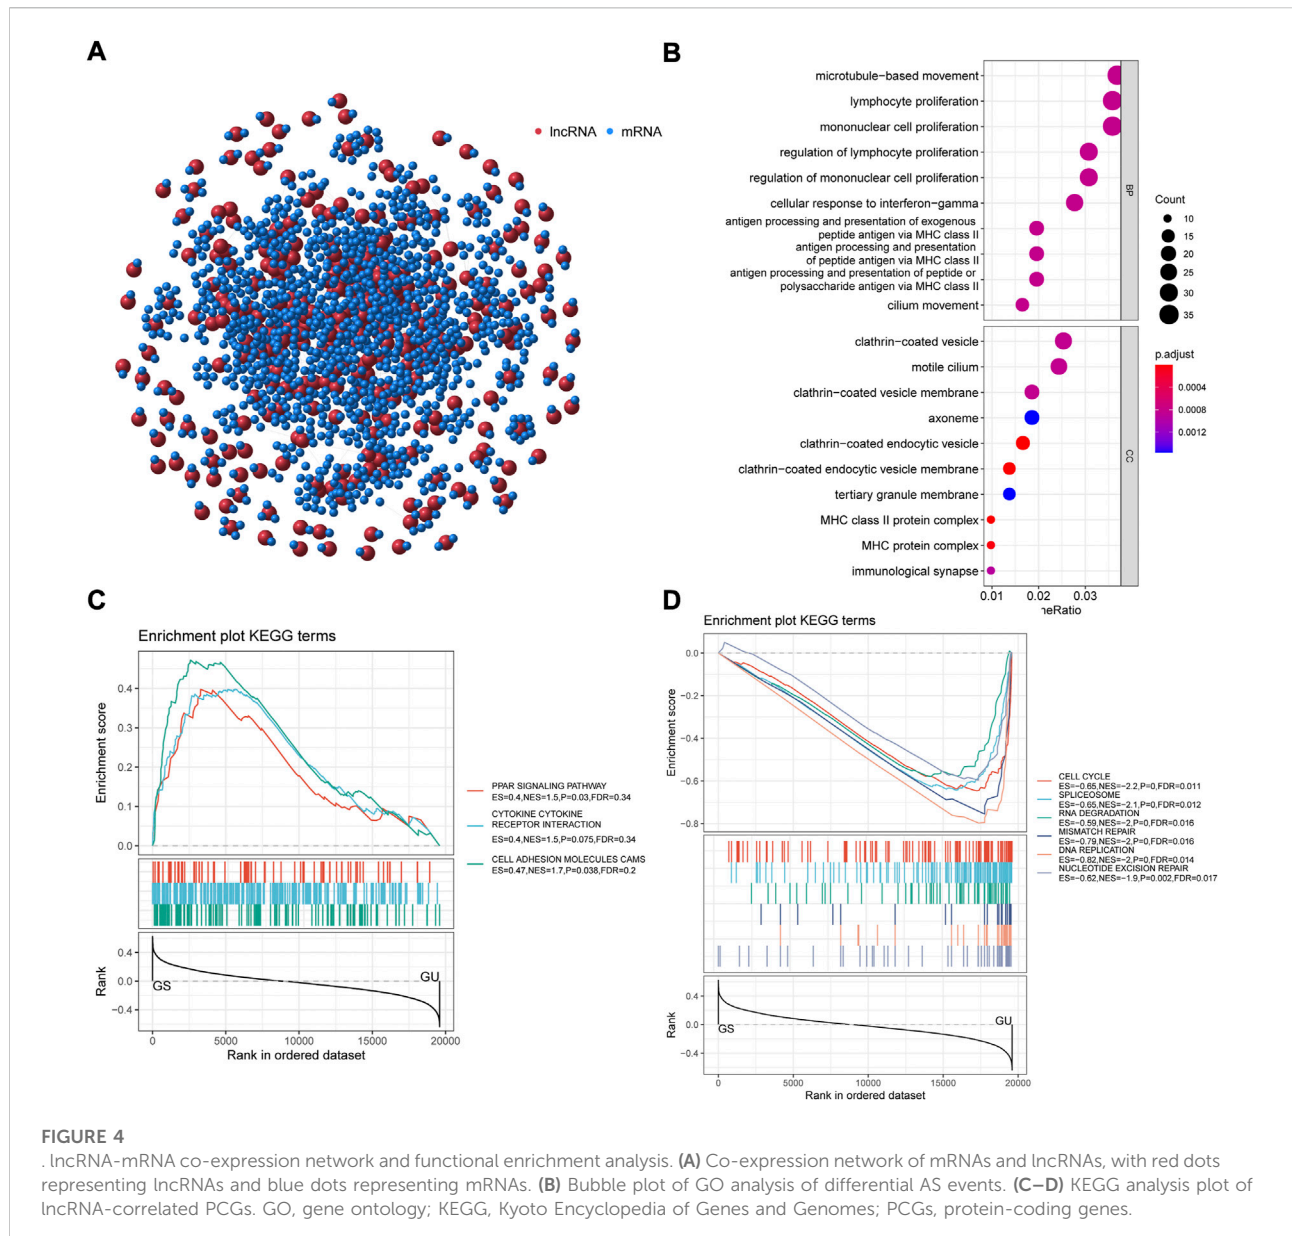 A
lncRNA mRNA
B
microtubule-based movement
lymphocyte proliferation
mononuclear cell proliferation
regulation of lymphocyte proliferation
regulation of mononuclear cell proliferation
cellular response to interferon-gamma
antigen processing and presentation of exogenous
peptide antigen via MHC class II
antigen processing and presentation
of peptide antigen via MHC class II
antigen processing and presentation of peptide or
polysaccharide antigen via MHC class II
cilium movement
BP
clathrin-coated vesicle
motile cilium
clathrin-coated vesicle membrane
axoneme
clathrin-coated endocytic vesicle
clathrin-coated endocytic vesicle membrane
tertiary granule membrane
MHC class II protein complex
MHC protein complex
immunological synapse
CC
0.01 0.02 0.03
neRatio
Count
10
15
20
25
30
35
p.adjust
0.0004
0.0008
0.0012
C
Enrichment plot KEGG terms
Enrichment score
0.4
0.3
0.2
0.1
0.0
PPAR SIGNALING PATHWAY
ES=0.4,NES=1.5,P=0.03,FDR=0.34
CYTOKINE CYTOKINE
RECEPTOR INTERACTION
ES=0.4,NES=1.5,P=0.075,FDR=0.34
CELL ADHESION MOLECULES CAMS
ES=0.47,NES=1.7,P=0.038,FDR=0.2
Rank
0.4
0.0
−0.4
GS
GU
0 5000 10000 15000 20000
Rank in ordered dataset
D
Enrichment plot KEGG terms
Enrichment score
0.0
−0.2
−0.4
−0.6
−0.8
CELL CYCLE
ES=−0.65,NES=−2.2,P=0,FDR=0.011
SPLICEOSOME
ES=−0.65,NES=−2.1,P=0,FDR=0.012
RNA DEGRADATION
ES=−0.59,NES=−2,P=0,FDR=0.016
MISMATCH REPAIR
ES=−0.79,NES=−2,P=0,FDR=0.016
DNA REPLICATION
ES=−0.82,NES=−2,P=0,FDR=0.014
NUCLEOTIDE EXCISION REPAIR
ES=−0.62,NES=−1.9,P=0.002,FDR=0.017
Rank
0.4
0.0
−0.4
GS
GU
0 5000 10000 15000 20000
Rank in ordered dataset
FIGURE 4
. lncRNA-mRNA co-expression network and functional enrichment analysis. (A) Co-expression network of mRNAs and lncRNAs, with red dots
representing lncRNAs and blue dots representing mRNAs. (B) Bubble plot of GO analysis of differential AS events. (C–D) KEGG analysis plot of
lncRNA-correlated PCGs. GO, gene ontology; KEGG, Kyoto Encyclopedia of Genes and Genomes; PCGs, protein-coding genes.